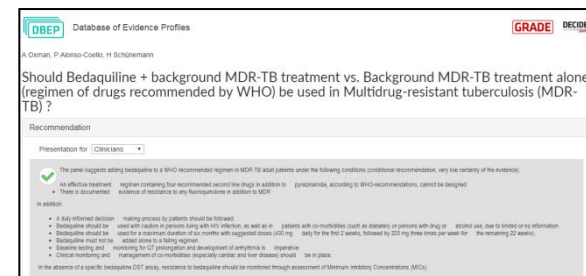 DBEP Database of Evidence Profiles
GRADE DECIDE
A Oxman, P Alonso-Coello, H Schünemann
Should Bedaquiline + background MDR-TB treatment vs. Background MDR-TB treatment alone
(regimen of drugs recommended by WHO) be used in Multidrug-resistant tuberculosis (MDR-
TB) ?
Recommendation
Presentation for Clinicians
The panel suggests adding bedaquiline to a WHO recommended regimen in MDR-TB adult patients under the following conditions (conditional recommendation, very low certainty of the evidence):
An effective treatment regimen containing four recommended second line drugs in addition to pyrazinamide, according to WHO-recommendations, cannot be designed
• There is documented evidence of resistance to any fluoroquinolone in addition to MDR
In addition:
• A duly informed decision making-process by patients should be followed
• Bedaquiline should be used with caution in persons living with HIV infection, as well as in patients with co-morbidities (such as diabetes) or persons with drug or alcohol use, due to limited or no information.
• Bedaquiline should be used for a maximum duration of six months with suggested doses (400 mg daily for the first 2 weeks, followed by 200 mg three times per week for the remaining 22 weeks).
• Bedaquiline must not be added alone to a failing regimen.
• Baseline testing and monitoring for QT prolongation and development of arrhythmia is imperative
• Clinical monitoring and management of co-morbidities (especially cardiac and liver disease) should be in place.
In the absence of a specific bedaquiline DST assay, resistance to bedaquiline should be monitored through assessment of Minimum Inhibitory Concentrations (MICs).